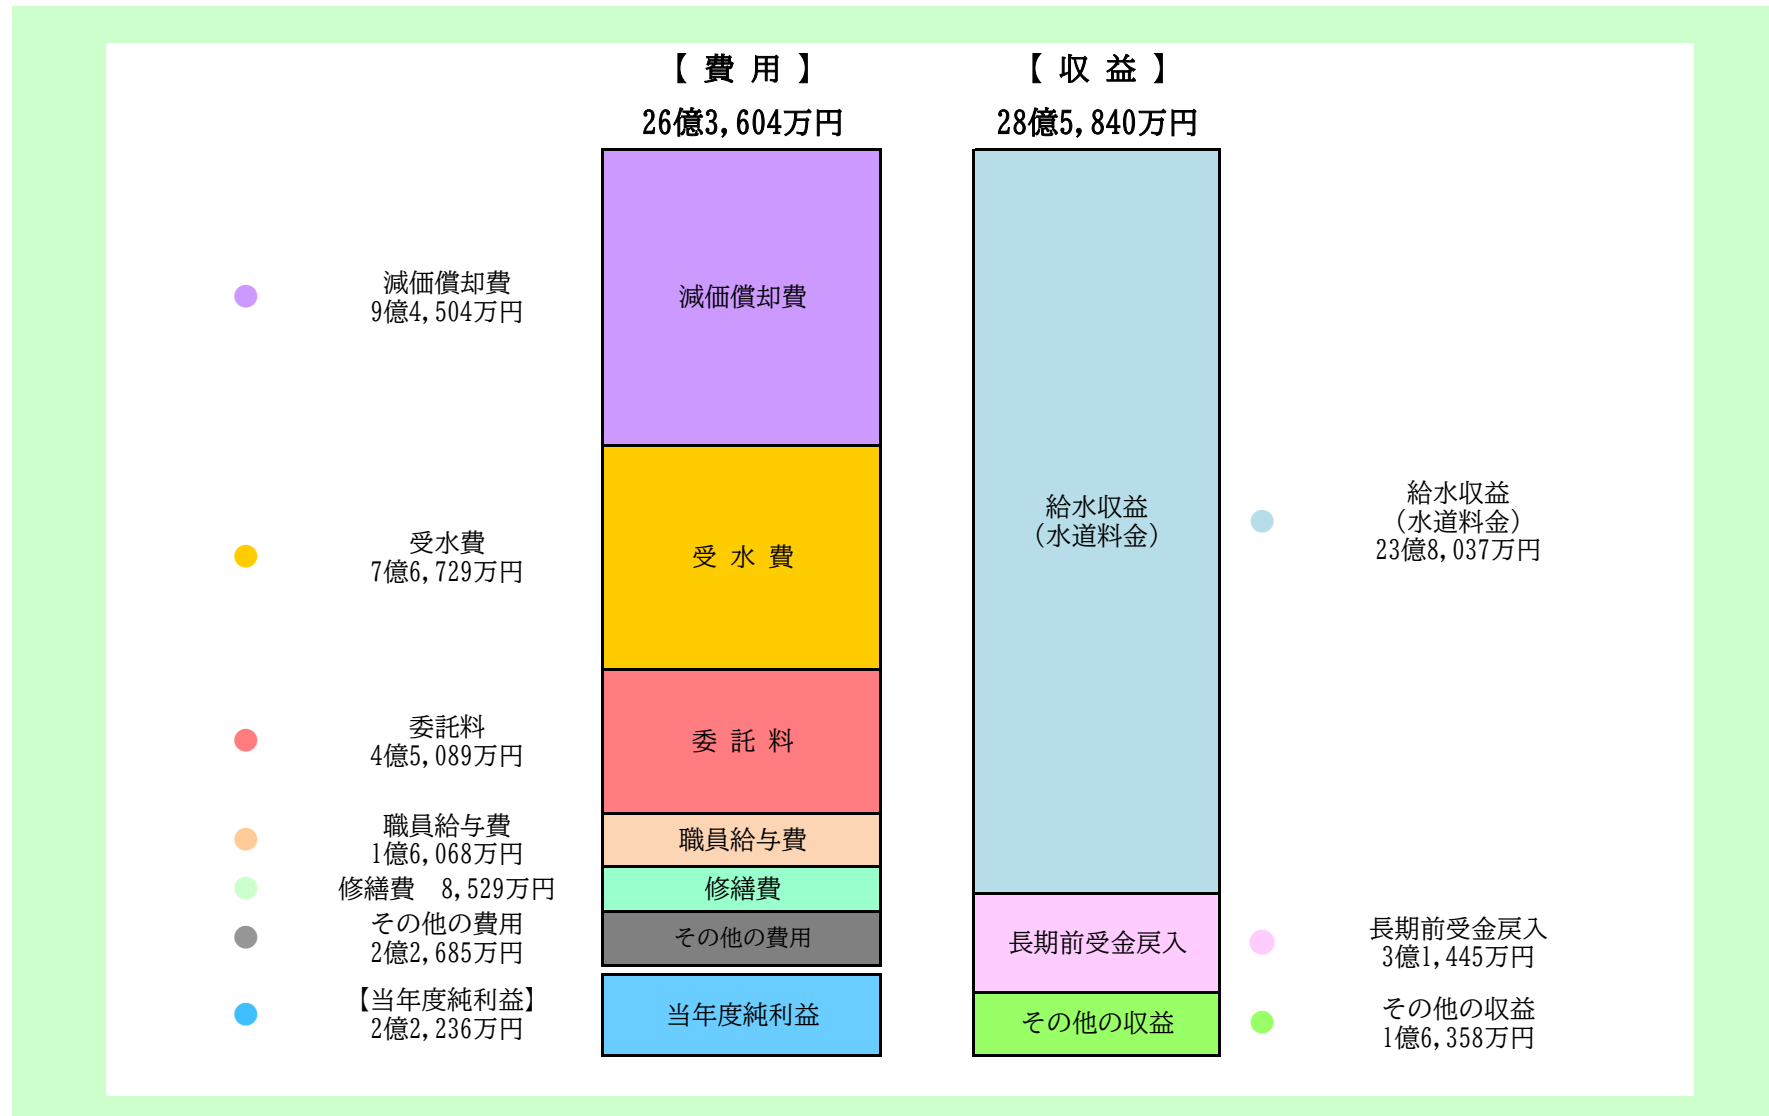 【 費 用 】
26億3,604万円
【 収 益 】
28億5,840万円
減価償却費
9億4,504万円
受水費
7億6,729万円
委託料
4億5,089万円
職員給与費
1億6,068万円
修繕費　8,529万円
その他の費用
2億2,685万円
【当年度純利益】
2億2,236万円
減価償却費
受 水 費
委 託 料
職員給与費
修繕費
その他の費用
当年度純利益
給水収益
（水道料金）
長期前受金戻入
その他の収益
給水収益
（水道料金）
23億8,037万円
長期前受金戻入
3億1,445万円
その他の収益
1億6,358万円